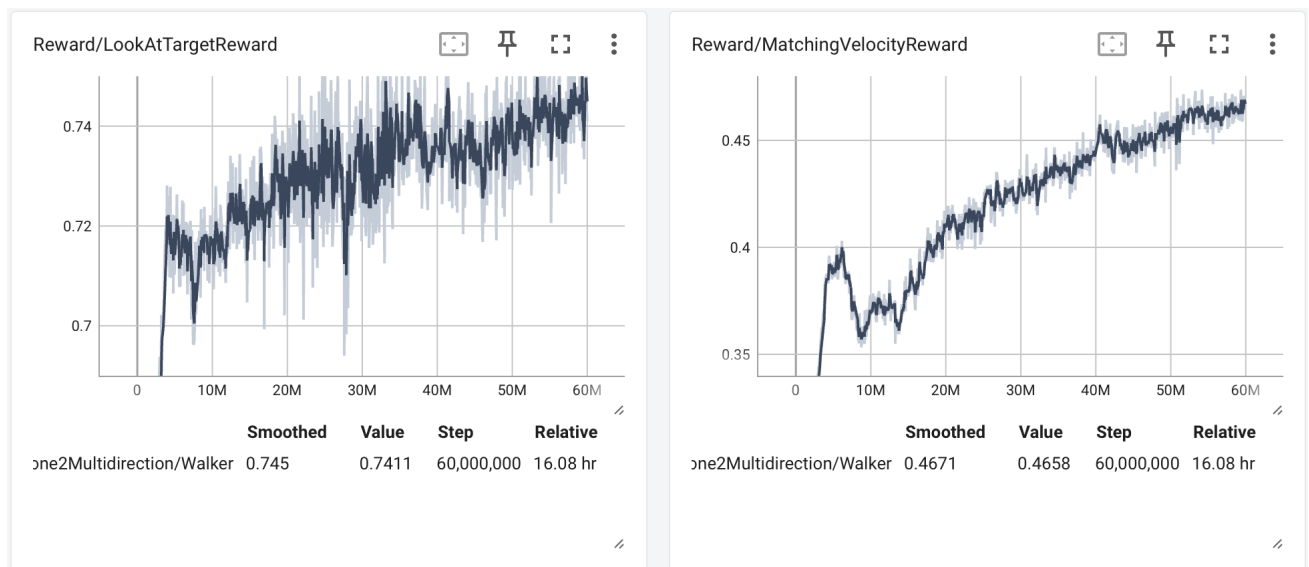 Reward/LookAtTargetReward
0.74
0.72
0.7
0 10M 20M 30M 40M 50M 60M
Smoothed Value Step Relative
one2Multidirection/Walker 0.745 0.7411 60,000,000 16.08 hr
Reward/MatchingVelocityReward
0.45
0.4
0.35
0 10M 20M 30M 40M 50M 60M
Smoothed Value Step Relative
one2Multidirection/Walker 0.4671 0.4658 60,000,000 16.08 hr